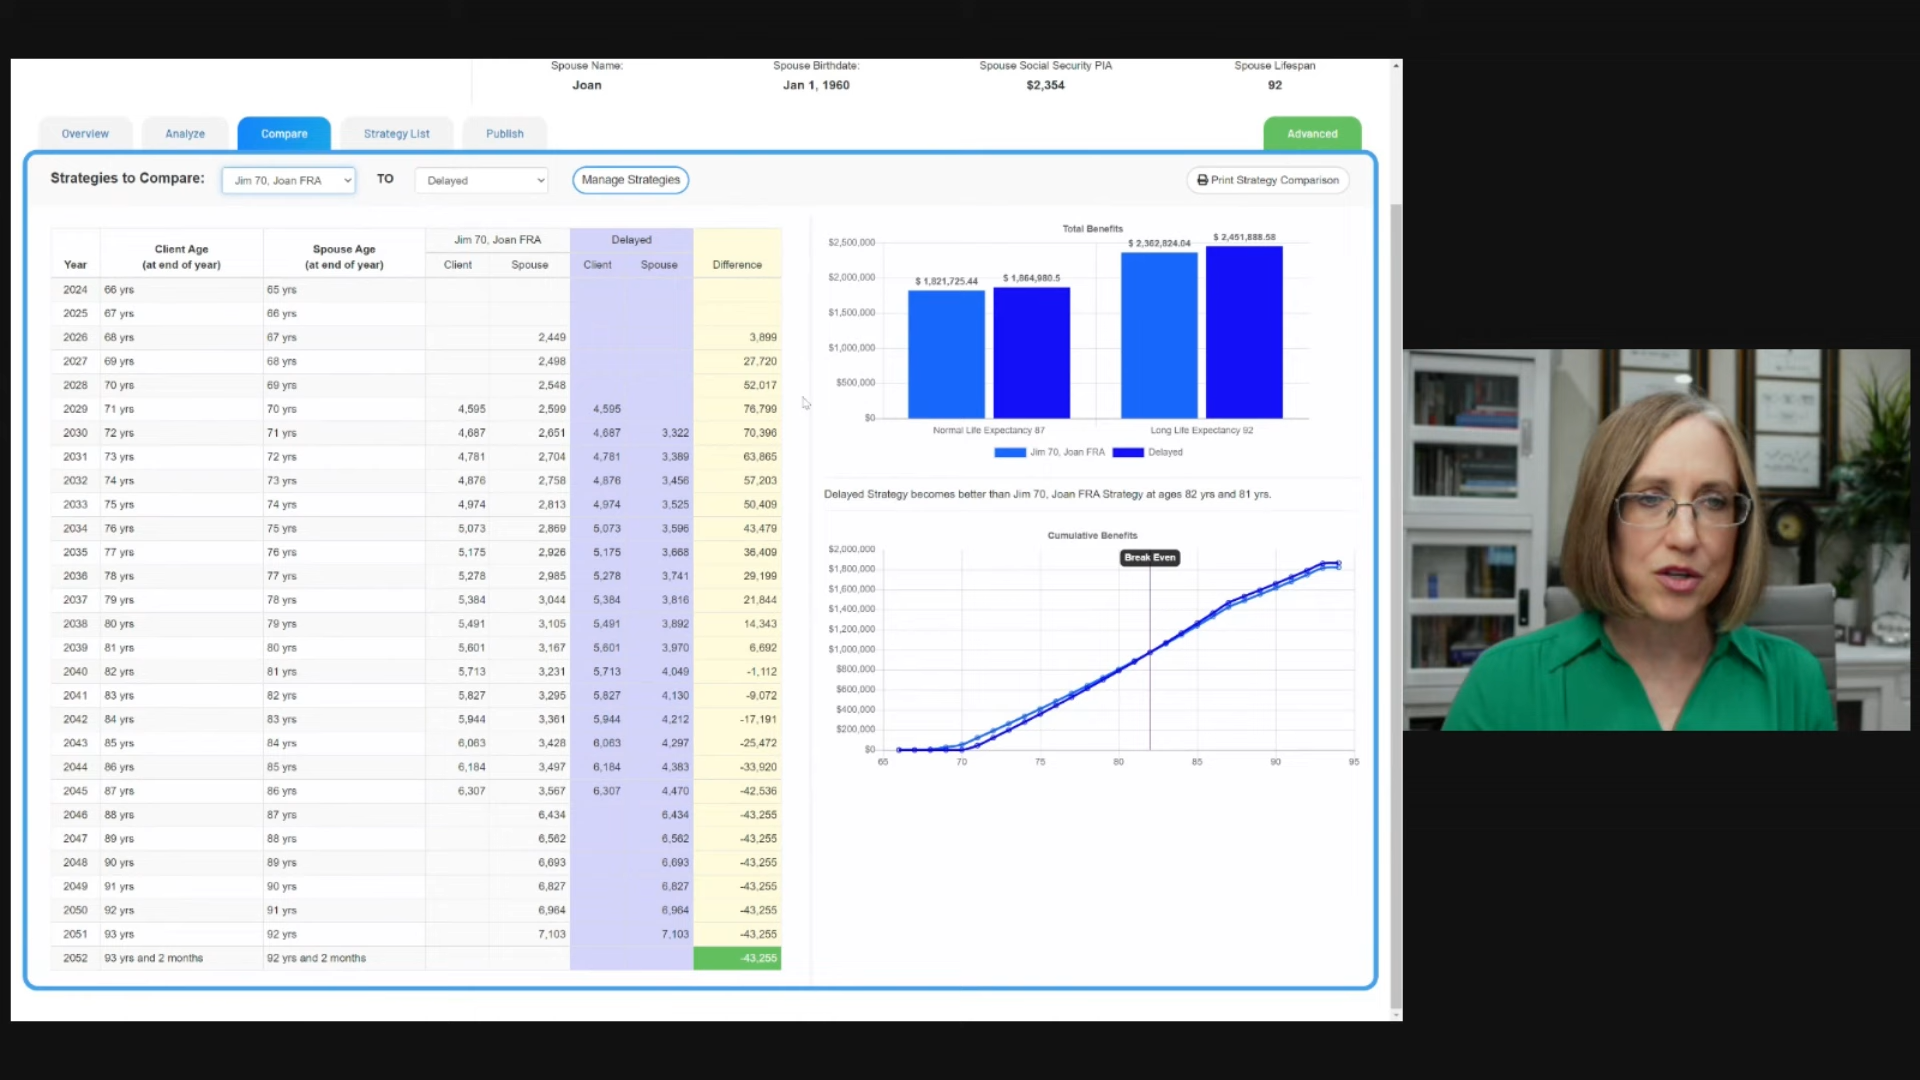 Spouse Name: Spouse Birthdate: Spouse Social Security PIA Spouse Lifespan
Joan Jan 1, 1960 $2,354 92
Overview Analyze Compare Strategy List Publish Advanced
Strategies to Compare: Jim 70, Joan FRA TO Delayed Manage Strategies Print Strategy Comparison
Jim 70, Joan FRA Delayed
Year Client Age (at end of year) Spouse Age (at end of year) Client Spouse Client Spouse Difference
2024 66 yrs 65 yrs
2025 67 yrs 66 yrs
2026 68 yrs 67 yrs 2,449 3,899
2027 69 yrs 68 yrs 2,498 27,720
2028 70 yrs 69 yrs 2,548 52,017
2029 71 yrs 70 yrs 4,595 2,599 4,595 76,799
2030 72 yrs 71 yrs 4,687 2,651 4,687 3,322 70,396
2031 73 yrs 72 yrs 4,781 2,704 4,781 3,389 63,865
2032 74 yrs 73 yrs 4,876 2,758 4,876 3,456 57,203
2033 75 yrs 74 yrs 4,974 2,813 4,974 3,525 50,409
2034 76 yrs 75 yrs 5,073 2,869 5,073 3,596 43,479
2035 77 yrs 76 yrs 5,175 2,926 5,175 3,668 36,409
2036 78 yrs 77 yrs 5,278 2,985 5,278 3,741 29,199
2037 79 yrs 78 yrs 5,384 3,044 5,384 3,816 21,844
2038 80 yrs 79 yrs 5,491 3,105 5,491 3,892 14,343
2039 81 yrs 80 yrs 5,601 3,167 5,601 3,970 6,692
2040 82 yrs 81 yrs 5,713 3,231 5,713 4,049 -1,112
2041 83 yrs 82 yrs 5,827 3,295 5,827 4,130 -9,072
2042 84 yrs 83 yrs 5,944 3,361 5,944 4,212 -17,191
2043 85 yrs 84 yrs 6,063 3,428 6,063 4,297 -25,472
2044 86 yrs 85 yrs 6,184 3,497 6,184 4,383 -33,920
2045 87 yrs 86 yrs 6,307 3,567 6,307 4,470 -42,536
2046 88 yrs 87 yrs 6,434 6,434 -43,255
2047 89 yrs 88 yrs 6,562 6,562 -43,255
2048 90 yrs 89 yrs 6,693 6,693 -43,255
2049 91 yrs 90 yrs 6,827 6,827 -43,255
2050 92 yrs 91 yrs 6,964 6,964 -43,255
2051 93 yrs 92 yrs 7,103 7,103 -43,255
2052 93 yrs and 2 months 92 yrs and 2 months -43,255
Total Benefits
$2,500,000
$2,000,000
$1,500,000
$1,000,000
$500,000
$0
$ 1,821,725.44 $ 1,864,980.5 $ 2,362,824.04 $ 2,451,888.58
Normal Life Expectancy 87 Long Life Expectancy 92
Jim 70, Joan FRA Delayed
Delayed Strategy becomes better than Jim 70, Joan FRA Strategy at ages 82 yrs and 81 yrs.
Cumulative Benefits
Break Even
$2,000,000
$1,800,000
$1,600,000
$1,400,000
$1,200,000
$1,000,000
$800,000
$600,000
$400,000
$200,000
$0
65 70 75 80 85 90 95